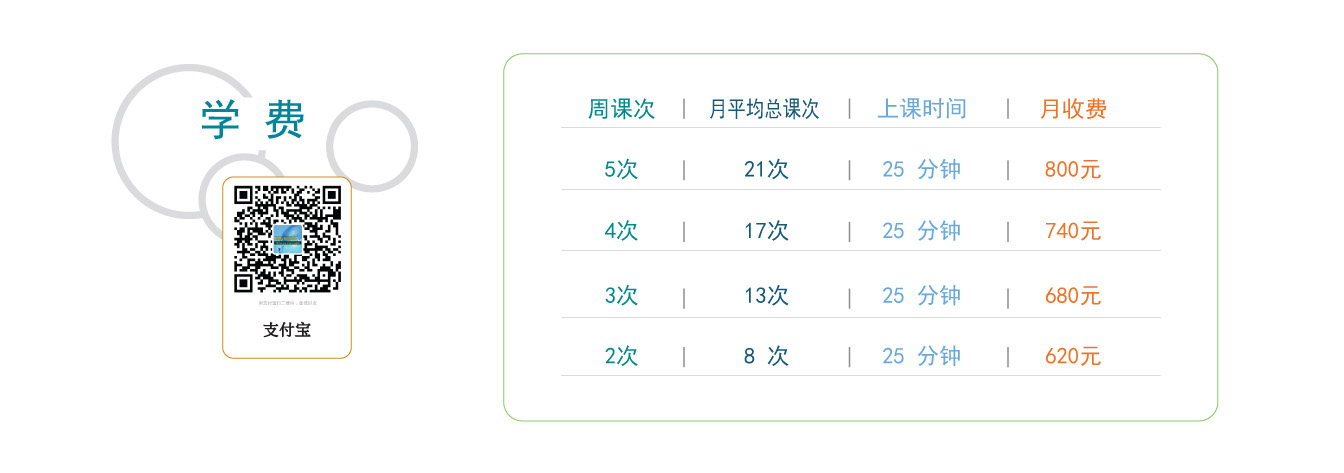 学 费
支付宝
周课次 | 月平均总课次 | 上课时间 | 月收费
5次 | 21次 | 25 分钟 | 800元
4次 | 17次 | 25 分钟 | 740元
3次 | 13次 | 25 分钟 | 680元
2次 | 8 次 | 25 分钟 | 620元